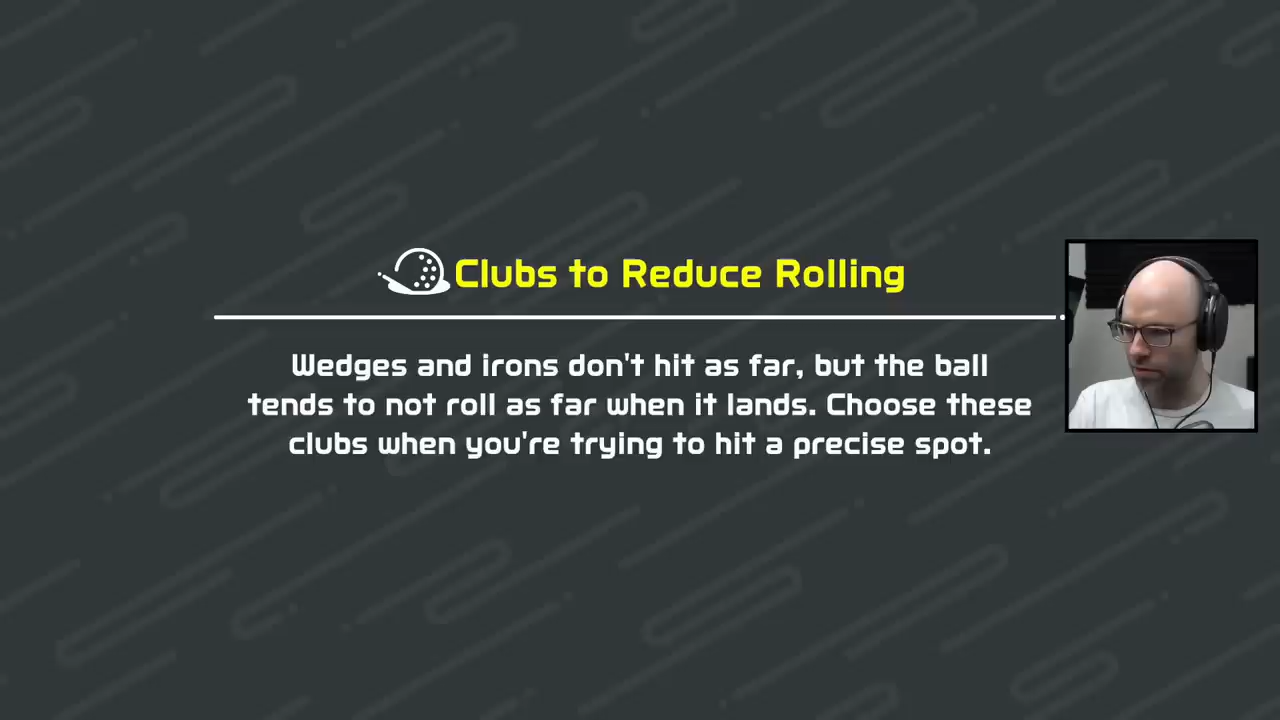 Clubs to Reduce Rolling
Wedges and irons don't hit as far, but the ball
tends to not roll as far when it lands. Choose these
clubs when you're trying to hit a precise spot.